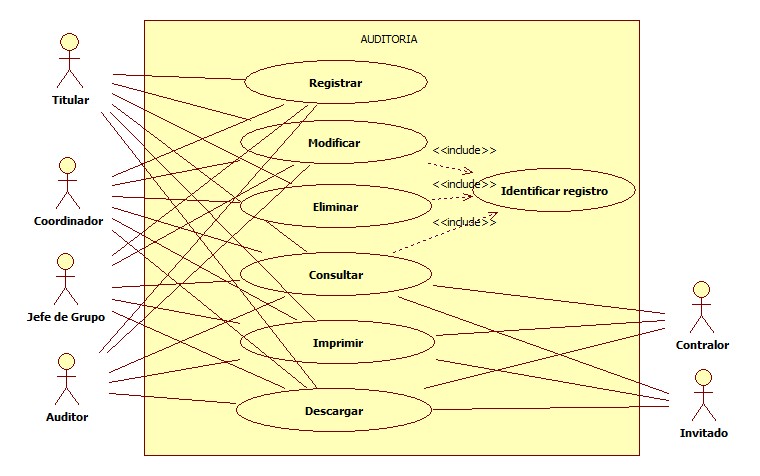 AUDITORIA
Titular
Registrar
Modificar
<<include>>
Coordinador
Eliminar
<<include>>
Identificar registro
<<include>>
Jefe de Grupo
Consultar
Imprimir
Contralor
Auditor
Descargar
Invitado